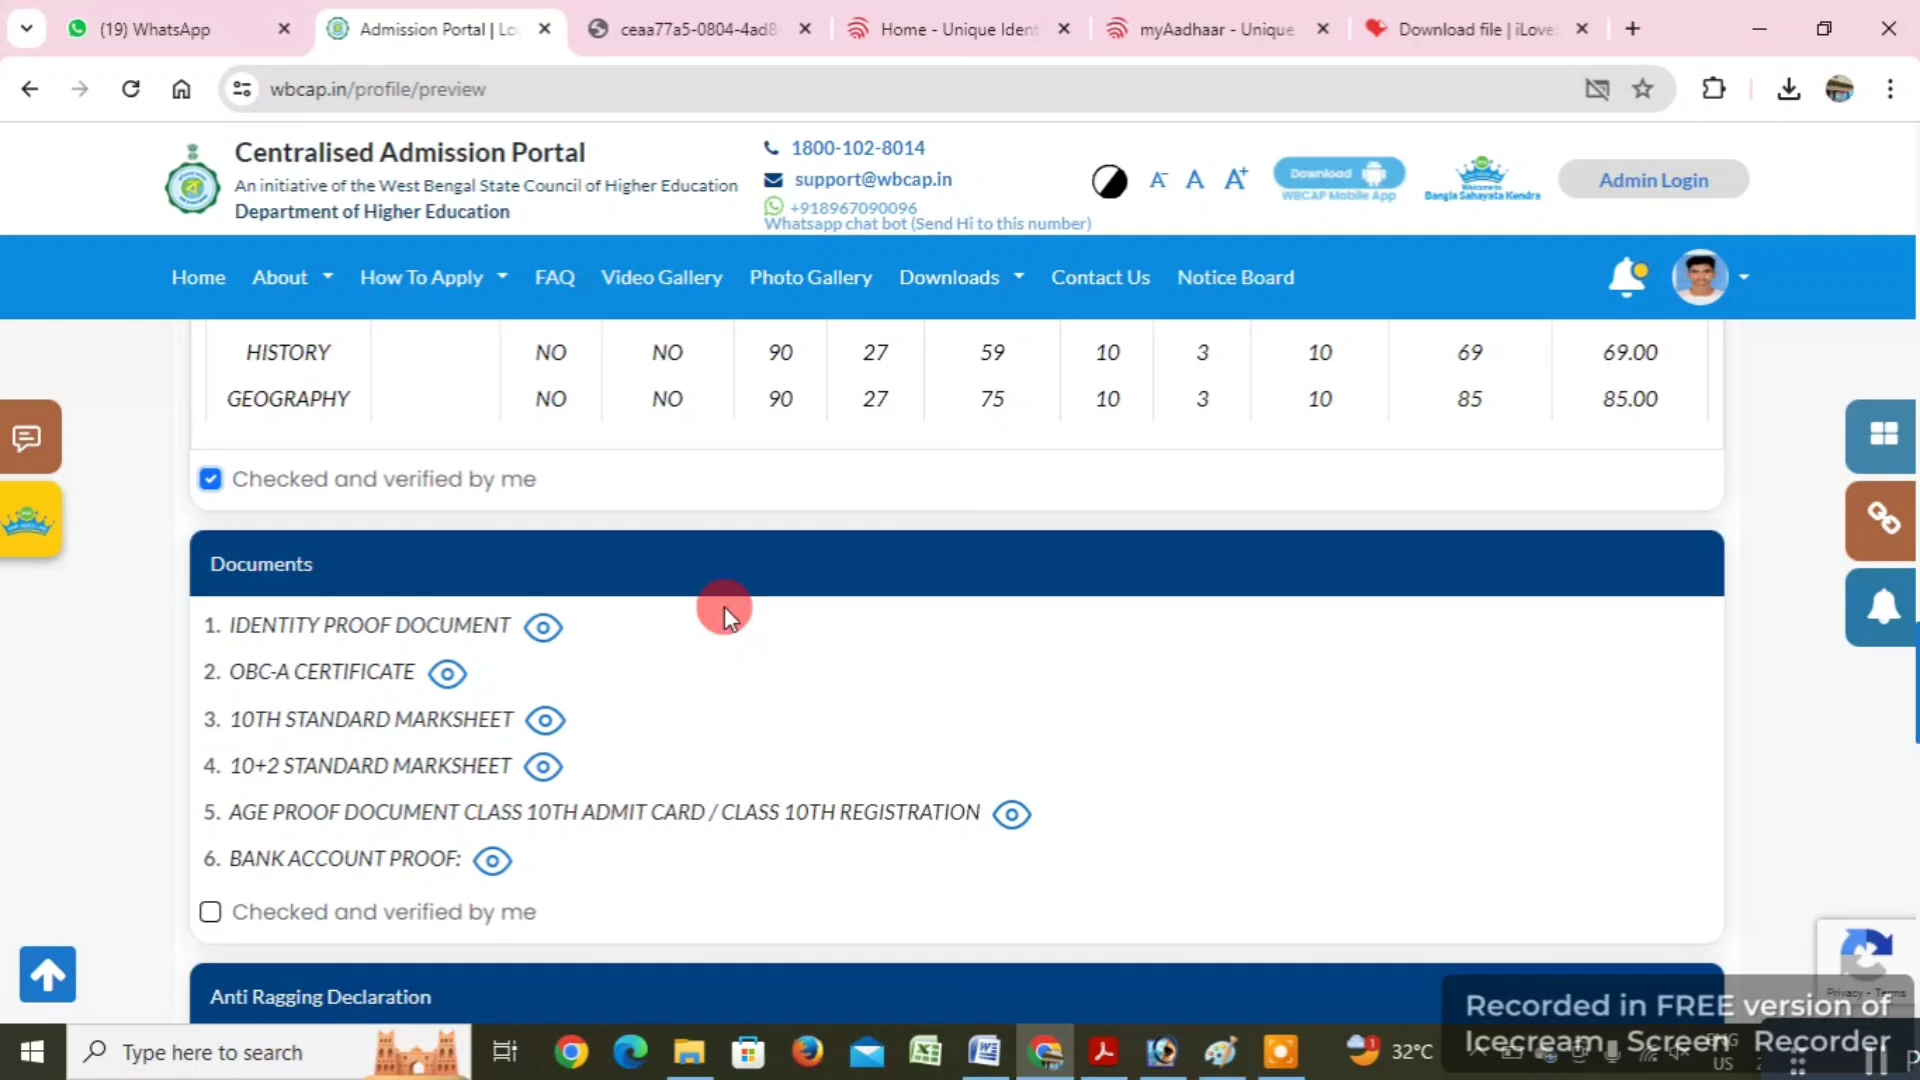 (19) WhatsApp
Admission Portal | Lo
ceaa77a5-0804-4ad8
Home - Unique Ident
myAadhaar - Unique
Download file | iLove
wbcap.in/profile/preview
Centralised Admission Portal
An initiative of the West Bengal State Council of Higher Education
Department of Higher Education
1800-102-8014
support@wbcap.in
+918967090096
Whatsapp chat bot (Send Hi to this number)
A- A A+
Download
WBCAP Mobile App
Welcome to
Bangla Sahayata Kendra
Admin Login
Home About How To Apply FAQ Video Gallery Photo Gallery Downloads Contact Us Notice Board
HISTORY NO NO 90 27 59 10 3 10 69 69.00
GEOGRAPHY NO NO 90 27 75 10 3 10 85 85.00
Checked and verified by me
Documents
1. IDENTITY PROOF DOCUMENT
2. OBC-A CERTIFICATE
3. 10TH STANDARD MARKSHEET
4. 10+2 STANDARD MARKSHEET
5. AGE PROOF DOCUMENT CLASS 10TH ADMIT CARD / CLASS 10TH REGISTRATION
6. BANK ACCOUNT PROOF:
Checked and verified by me
Anti Ragging Declaration
Privacy - Terms
Recorded in FREE version of
Icecream Screen Recorder
Type here to search
32°C
ENG
US